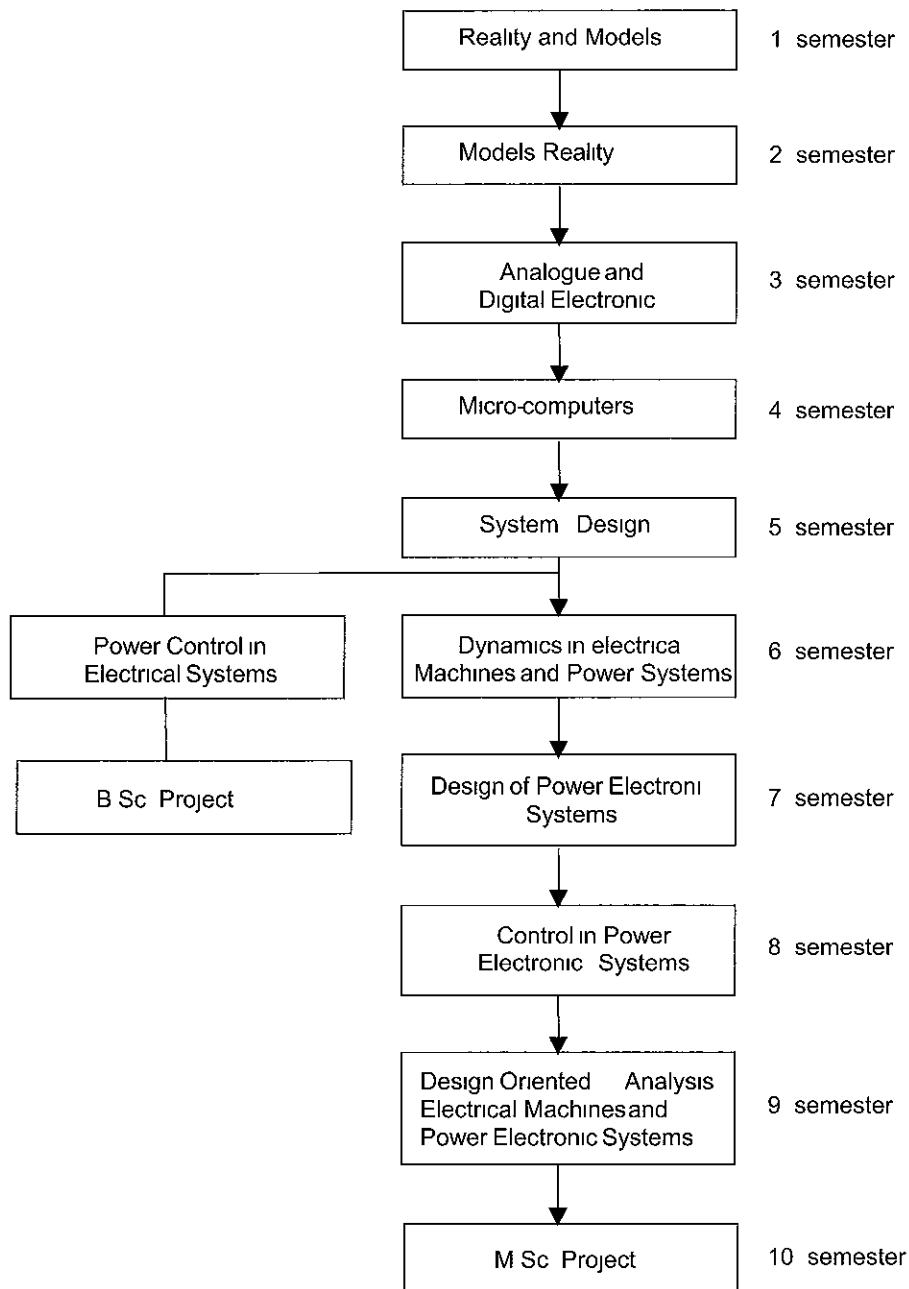 Reality and Models
1 semester
Models Reality
2 semester
Analogue and
Digital Electronic
3 semester
Micro-computers
4 semester
System Design
5 semester
Power Control in
Electrical Systems
Dynamics in electrica
Machines and Power Systems
6 semester
B Sc Project
Design of Power Electroni
Systems
7 semester
Control in Power
Electronic Systems
8 semester
Design Oriented Analysis
Electrical Machines and
Power Electronic Systems
9 semester
M Sc Project
10 semester